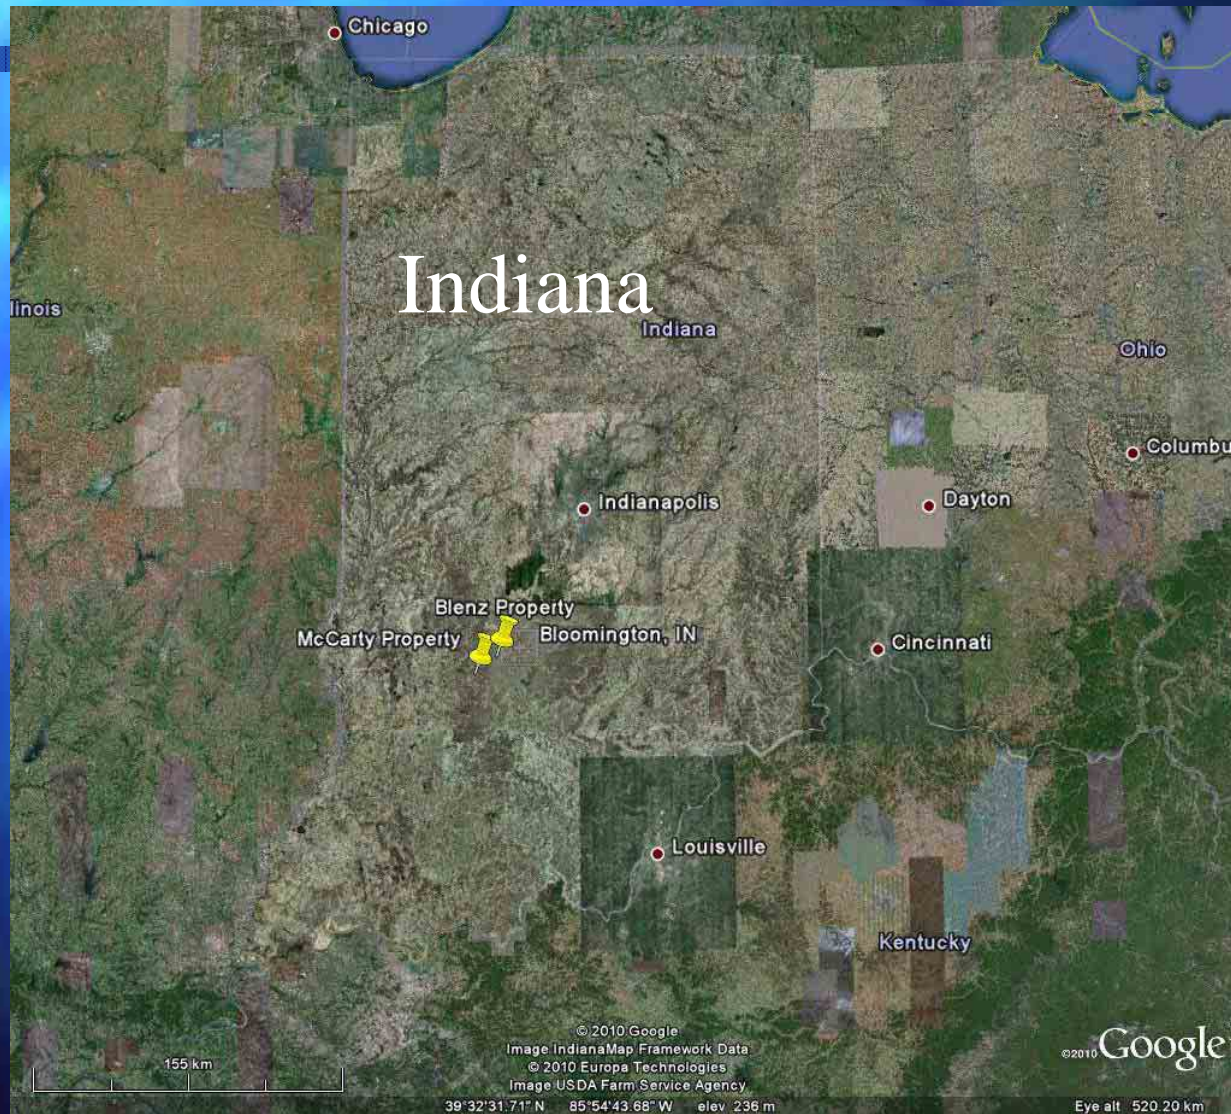 Chicago
Indiana
llnois
Indiana
Ohio
Columbu
Indianapolis
Dayton
Blenz Property
McCarty Property
Bloomington, IN
Cincinnati
Louisville
Kentucky
© 2010 Google
Image IndianaMap Framework Data
© 2010 Europa Technologies
Image USDA Farm Service Agency
©2010 Google
155 km
39°32'31.71" N 85°54'43.68" W elev 236 m
Eye alt 520.20 km